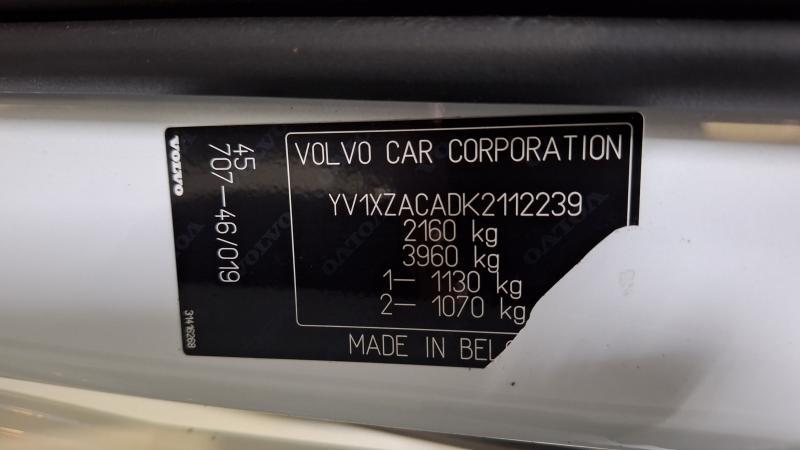 VOLVO
45
707-46/019
31416268
VOLVO CAR CORPORATION
YV1XZACADK2112239
2160 kg
3960 kg
1- 1130 kg
2- 1070 kg
MADE IN BEL